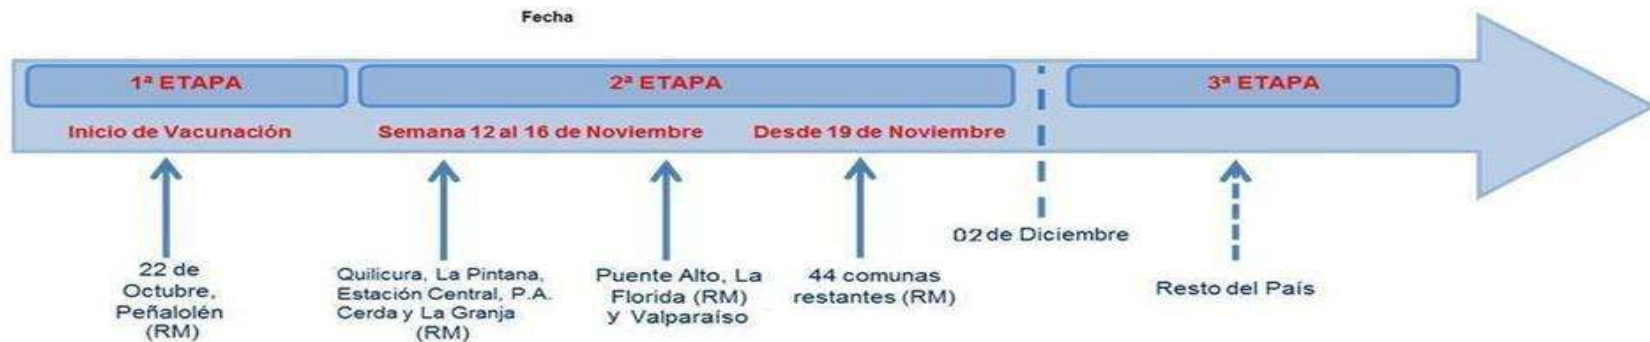 Fecha
1ª ETAPA
2ª ETAPA
3ª ETAPA
Inicio de Vacunación
Semana 12 al 16 de Noviembre
Desde 19 de Noviembre
02 de Diciembre
22 de
Octubre,
Peñalolén
(RM)
Quilicura, La Pintana,
Estación Central, P.A.
Cerda y La Granja
(RM)
Puente Alto, La
Florida (RM)
y Valparaíso
44 comunas
restantes (RM)
Resto del País